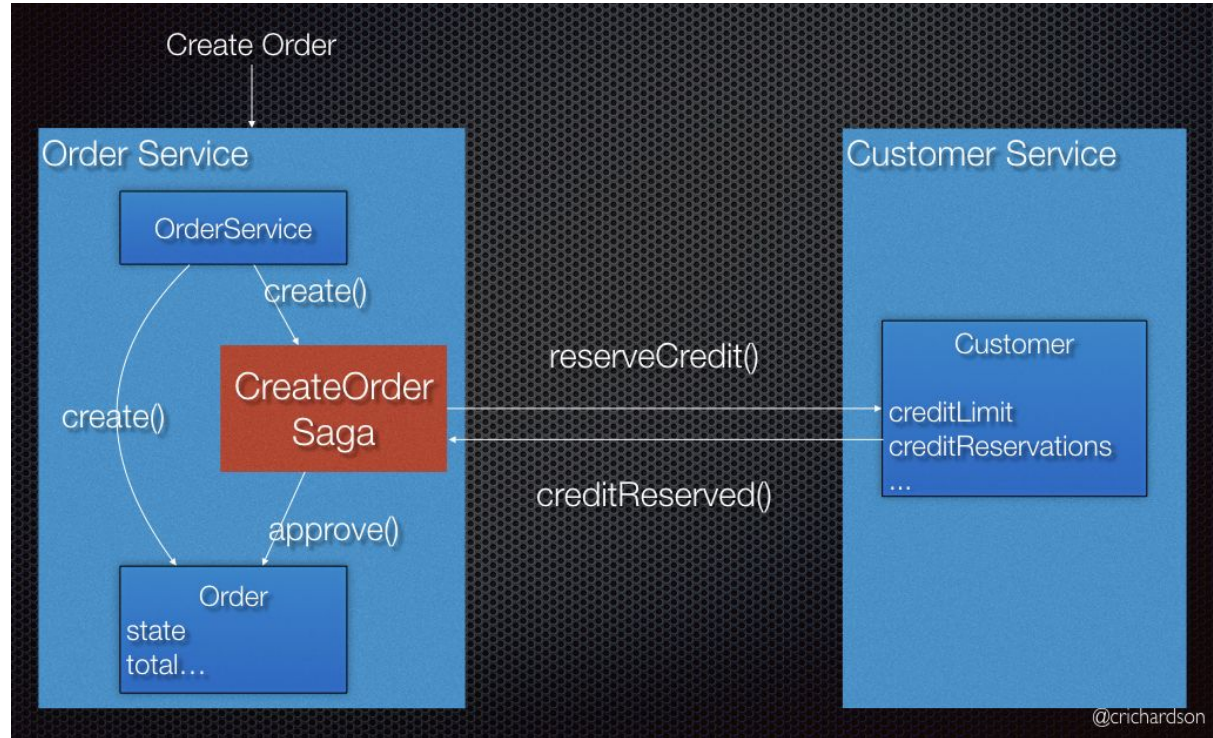 Create Order
Order Service
OrderService
create()
create()
CreateOrder
Saga
approve()
Order
state
total...
reserveCredit()
creditReserved()
Customer Service
Customer
creditLimit
creditReservations
...
@crichardson